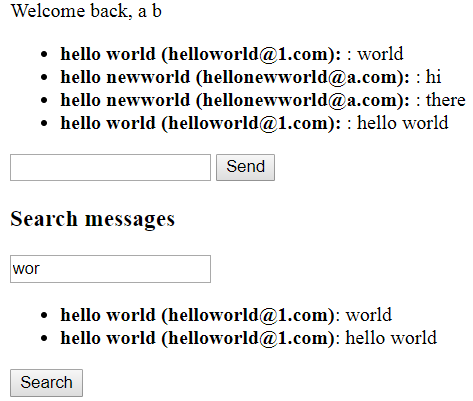 Welcome back, a b
hello world (helloworld@1.com): : world
hello newworld (hellonewworld@a.com): : hi
hello newworld (hellonewworld@a.com): : there
hello world (helloworld@1.com): : hello world
Send
Search messages
wor
hello world (helloworld@1.com): world
hello world (helloworld@1.com): hello world
Search